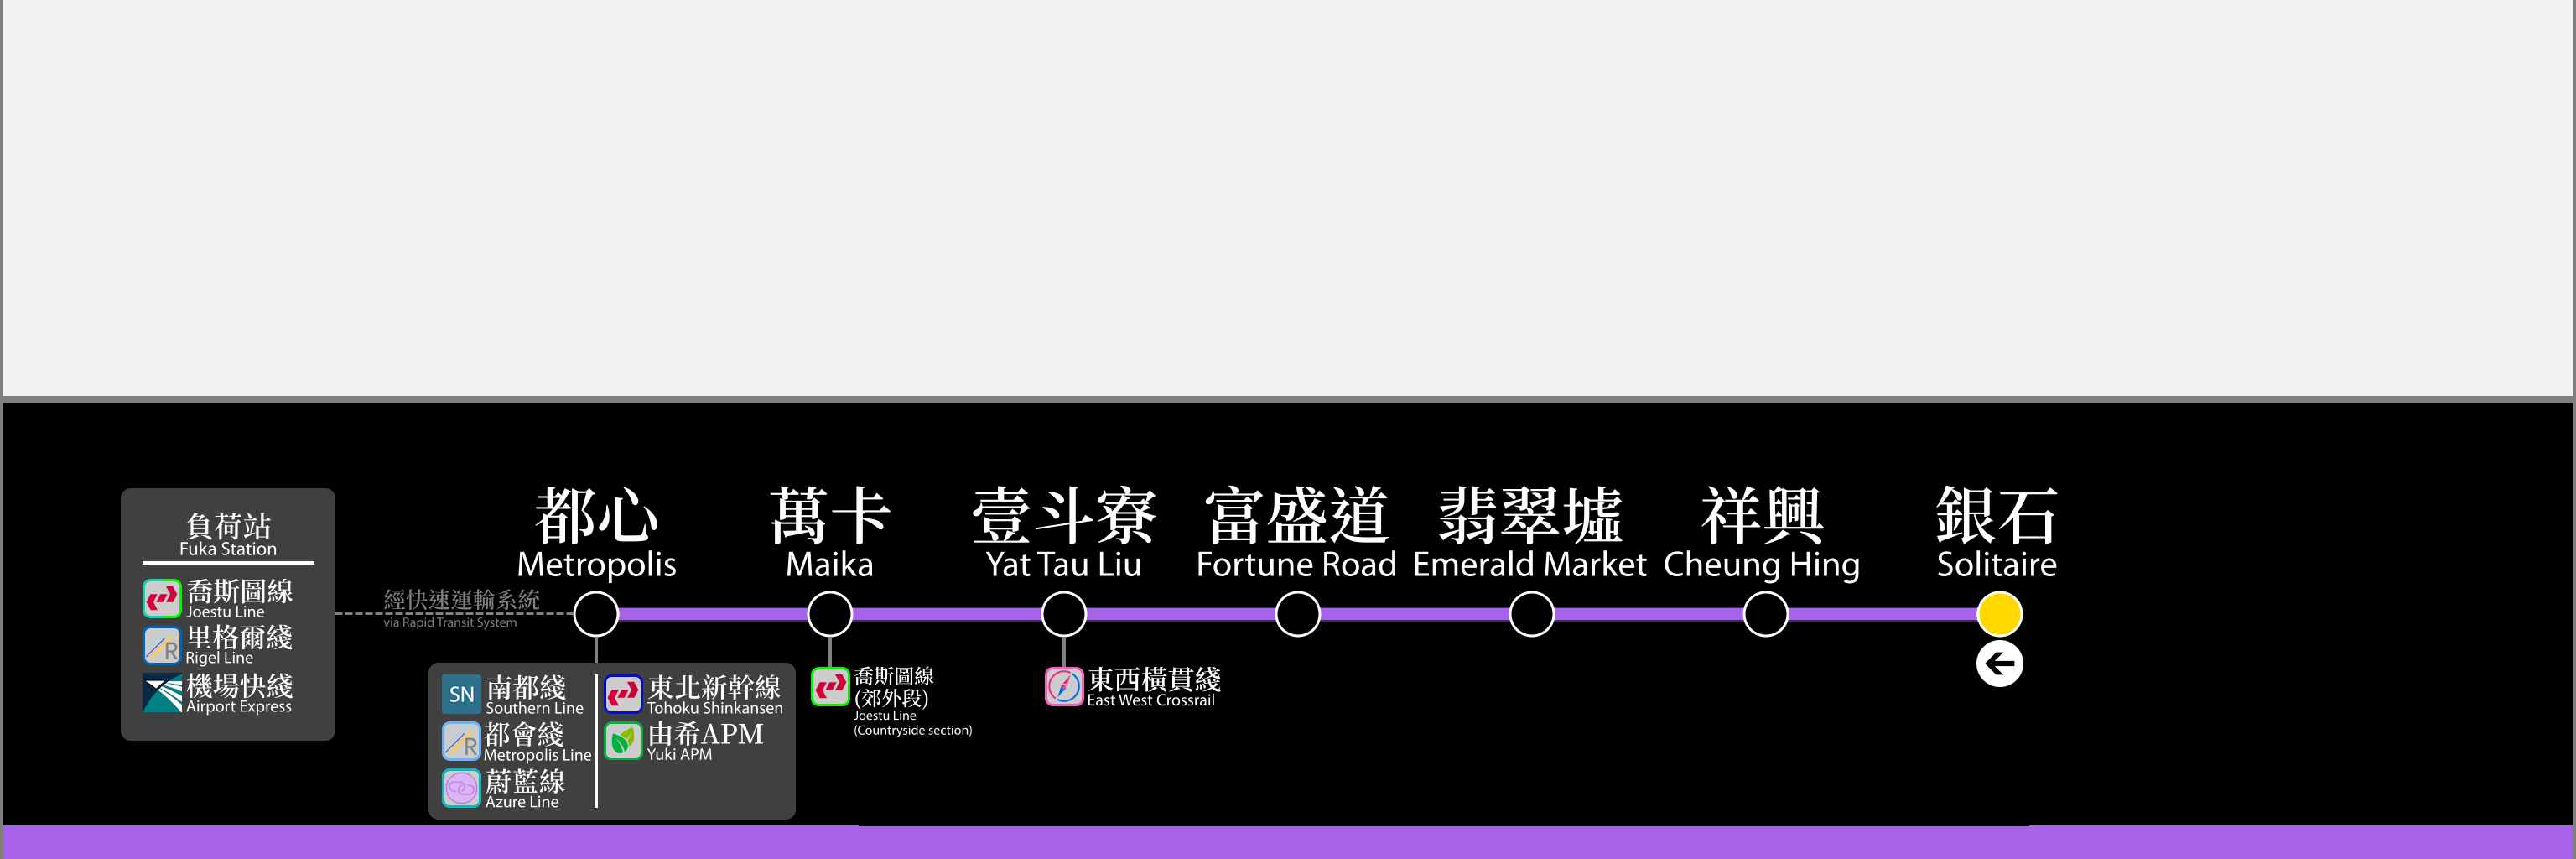 負荷站
Fuka Station
喬斯圖線
Joestu Line
里格爾綫
Rigel Line
機場快綫
Airport Express
經快速運輸系統
via Rapid Transit System
都心
Metropolis
萬卡
Maika
壹斗寮
Yat Tau Liu
富盛道
Fortune Road
翡翠墟
Emerald Market
祥興
Cheung Hing
銀石
Solitaire
SN
南都綫
Southern Line
R
都會綫
Metropolis Line
蔚藍線
Azure Line
東北新幹線
Tohoku Shinkansen
由希APM
Yuki APM
喬斯圖線
(郊外段)
Joestu Line
(Countryside section)
東西橫貫綫
East West Crossrail